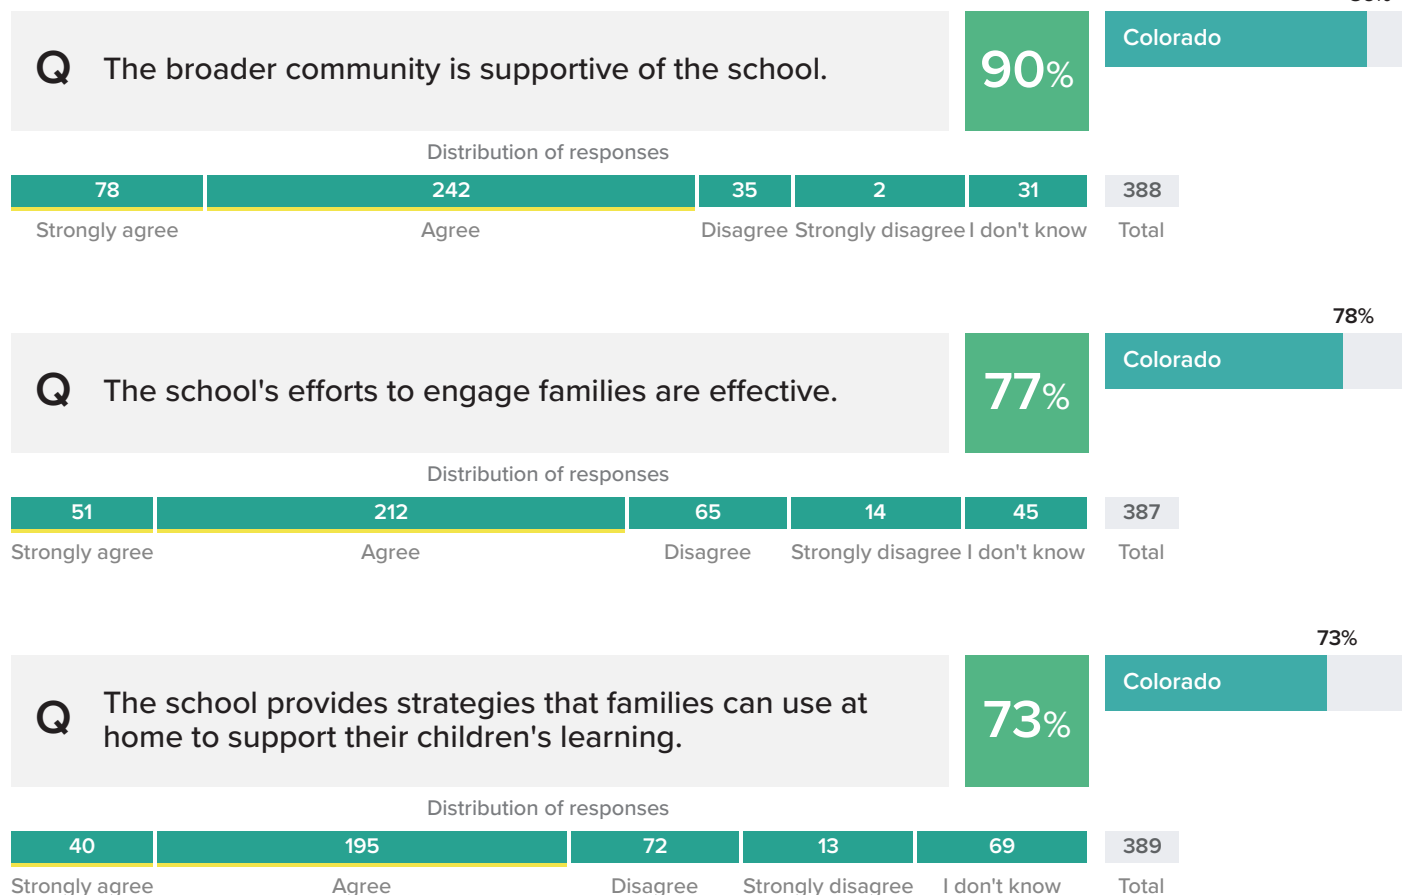 Q The broader community is supportive of the school.
90%
Colorado
Distribution of responses
78 242 35 2 31 388
Strongly agree Agree Disagree Strongly disagree I don't know Total
78%
Q The school's efforts to engage families are effective.
77%
Colorado
Distribution of responses
51 212 65 14 45 387
Strongly agree Agree Disagree Strongly disagree I don't know Total
73%
Q The school provides strategies that families can use at
home to support their children's learning.
73%
Colorado
Distribution of responses
40 195 72 13 69 389
Strongly agree Agree Disagree Strongly disagree I don't know Total